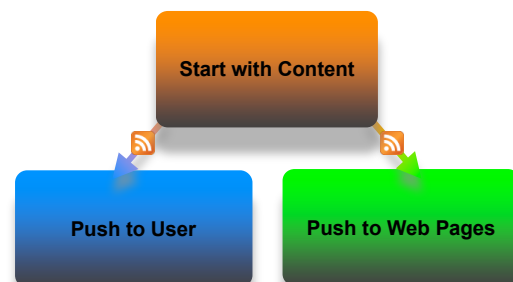 Start with Content
Push to User
Push to Web Pages